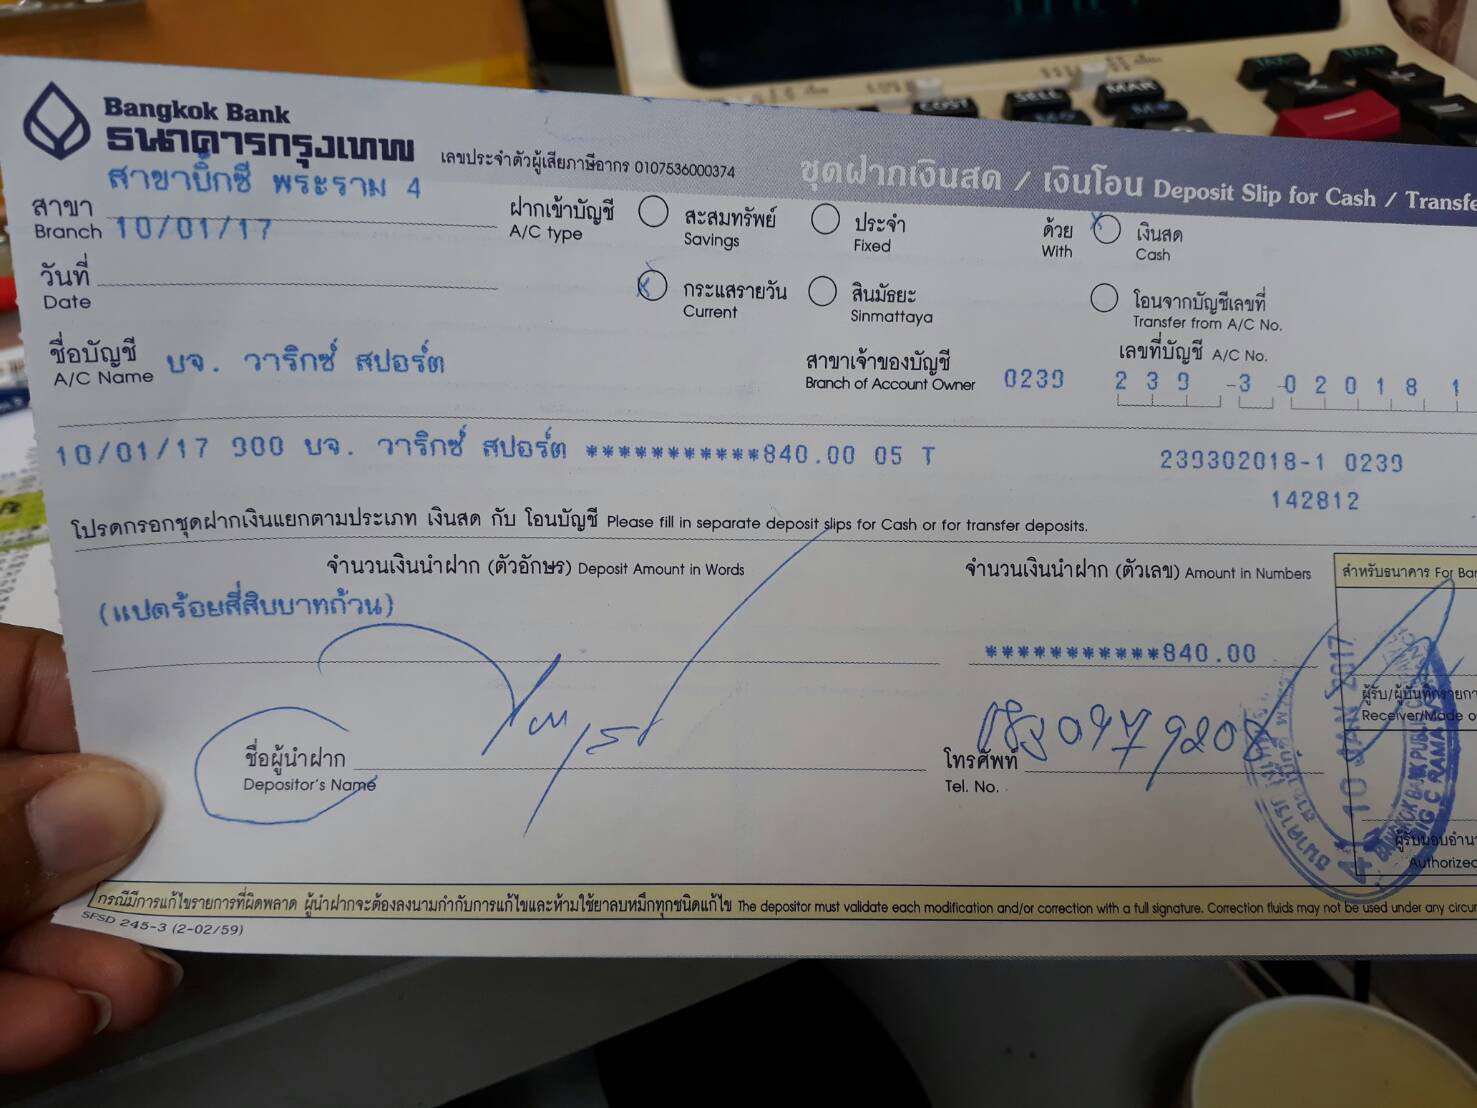 Bangkok Bank
ธนาคารกรุงเทพ
เลขประจำตัวผู้เสียภาษีอากร 0107536000374
ชุดฝากเงินสด / เงินโอน Deposit Slip for Cash / Transfe
สาขาบิ๊กซี พระราม 4
สาขา
Branch
10/01/17
ฝากเข้าบัญชี
A/C type
สะสมทรัพย์
Savings
ประจำ
Fixed
ด้วย
With
เงินสด
Cash
วันที่
Date
กระแสรายวัน
Current
สินมัธยะ
Sinmattaya
โอนจากบัญชีเลขที่
Transfer from A/C No.
ชื่อบัญชี
A/C Name
บจ. วาริกซ์ สปอร์ต
สาขาเจ้าของบัญชี
Branch of Account Owner
0239
เลขที่บัญชี A/C No.
2 3 9 -3 -0 2 0 1 8 1
10/01/17 900 บจ. วาริกซ์ สปอร์ต ***********840.00 05 T
239302018-1 0239
142812
โปรดกรอกชุดฝากเงินแยกตามประเภท เงินสด กับ โอนบัญชี Please fill in separate deposit slips for Cash or for transfer deposits.
จำนวนเงินนำฝาก (ตัวอักษร) Deposit Amount in Words
จำนวนเงินนำฝาก (ตัวเลข) Amount in Numbers
สำหรับธนาคาร For Ban
(แปดร้อยสี่สิบบาทถ้วน)
***********840.00
ผู้รับ/ผู้บันทึกรายกา
Receiver/Made o
ชื่อผู้นำฝาก
Depositor's Name
โทรศัพท์
Tel. No.
10 JAN 2017
BIG C RAMA
ผู้รับมอบอำนา
Authorized
กรณีมีการแก้ไขรายการที่ผิดพลาด ผู้นำฝากจะต้องลงนามกำกับการแก้ไขและห้ามใช้ยาลบหมึกทุกชนิดแก้ไข The depositor must validate each modification and/or correction with a full signature. Correction fluids may not be used under any circum
SFSD 245-3 (2-02/59)